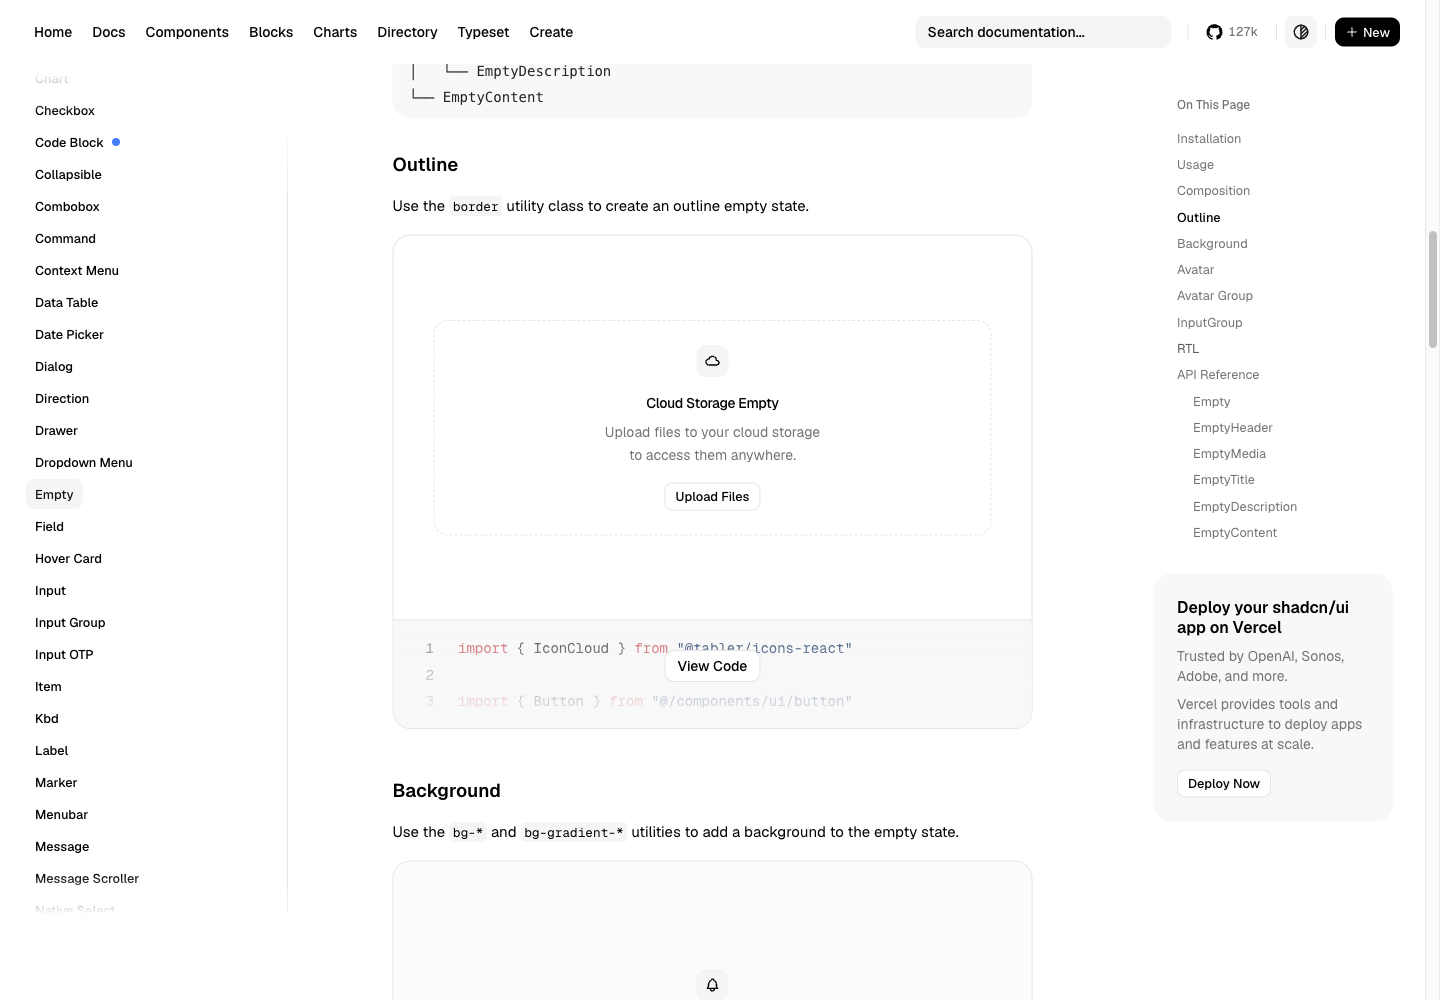 Home Docs Components Blocks Charts Directory Typeset Create
Search documentation... 127k New
Chart
Checkbox
Code Block
Collapsible
Combobox
Command
Context Menu
Data Table
Date Picker
Dialog
Direction
Drawer
Dropdown Menu
Empty
Field
Hover Card
Input
Input Group
Input OTP
Item
Kbd
Label
Marker
Menubar
Message
Message Scroller
Native Select
│   └── EmptyDescription
└── EmptyContent
Outline
Use the border utility class to create an outline empty state.
Cloud Storage Empty
Upload files to your cloud storage
to access them anywhere.
Upload Files
1 import { IconCloud } from "@tabler/icons-react"
2
View Code
3 import { Button } from "@/components/ui/button"
Background
Use the bg-* and bg-gradient-* utilities to add a background to the empty state.
On This Page
Installation
Usage
Composition
Outline
Background
Avatar
Avatar Group
InputGroup
RTL
API Reference
Empty
EmptyHeader
EmptyMedia
EmptyTitle
EmptyDescription
EmptyContent
Deploy your shadcn/ui
app on Vercel
Trusted by OpenAI, Sonos,
Adobe, and more.
Vercel provides tools and
infrastructure to deploy apps
and features at scale.
Deploy Now